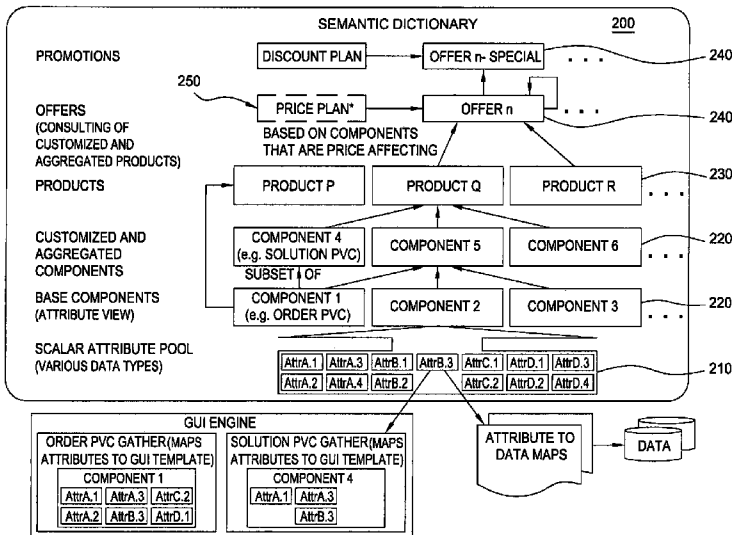 SEMANTIC DICTIONARY
200
PROMOTIONS
DISCOUNT PLAN
OFFER n- SPECIAL
. . .
240
250
OFFERS
(CONSULTING OF
CUSTOMIZED AND
AGGREGATED PRODUCTS)
PRICE PLAN*
OFFER n
. . .
240
BASED ON COMPONENTS
THAT ARE PRICE AFFECTING
PRODUCTS
PRODUCT P
PRODUCT Q
PRODUCT R
. . .
230
CUSTOMIZED AND
AGGREGATED
COMPONENTS
COMPONENT 4
(e.g. SOLUTION PVC)
COMPONENT 5
COMPONENT 6
. . .
220
SUBSET OF
BASE COMPONENTS
(ATTRIBUTE VIEW)
COMPONENT 1
(e.g. ORDER PVC)
COMPONENT 2
COMPONENT 3
. . .
220
SCALAR ATTRIBUTE POOL
(VARIOUS DATA TYPES)
AttrA.1 AttrA.3 AttrB.1 AttrB.3 AttrC.1 AttrD.1 AttrD.3
AttrA.2 AttrA.4 AttrB.2 AttrC.2 AttrD.2 AttrD.4
210
GUI ENGINE
ORDER PVC GATHER(MAPS
ATTRIBUTES TO GUI TEMPLATE)
COMPONENT 1
AttrA.1 AttrA.3 AttrC.2
AttrA.2 AttrB.3 AttrD.1
SOLUTION PVC GATHER(MAPS
ATTRIBUTES TO GUI TEMPLATE)
COMPONENT 4
AttrA.1 AttrA.3
AttrB.3
ATTRIBUTE TO
DATA MAPS
DATA